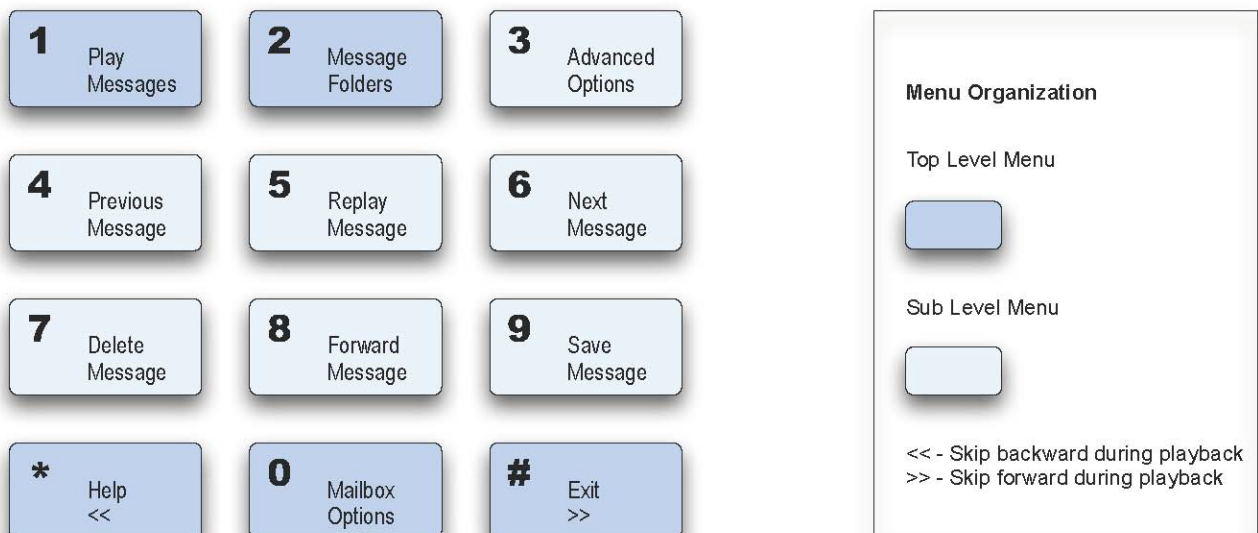 1
Play
Messages
2
Message
Folders
3
Advanced
Options
4
Previous
Message
5
Replay
Message
6
Next
Message
7
Delete
Message
8
Forward
Message
9
Save
Message
*
Help
<<
0
Mailbox
Options
#
Exit
>>
Menu Organization
Top Level Menu
Sub Level Menu
<< - Skip backward during playback
>> - Skip forward during playback